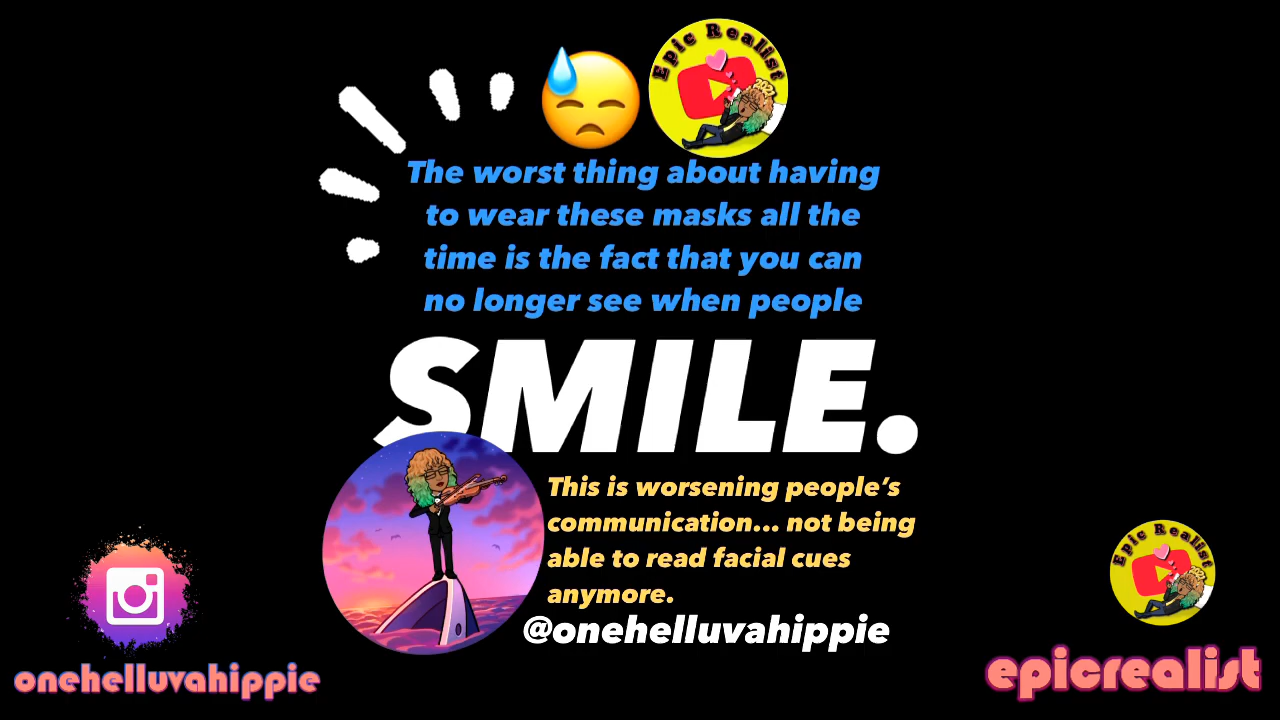 Epic Realist
2021
The worst thing about having
to wear these masks all the
time is the fact that you can
no longer see when people
SMILE.
This is worsening people's
communication... not being
able to read facial cues
anymore.
@onehelluvahippie
Epic Realist
onehelluvahippie
epicrealist